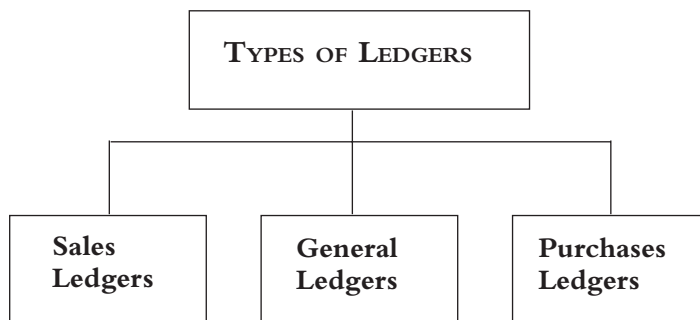 Types of Ledgers
Sales
Ledgers
General
Ledgers
Purchases
Ledgers